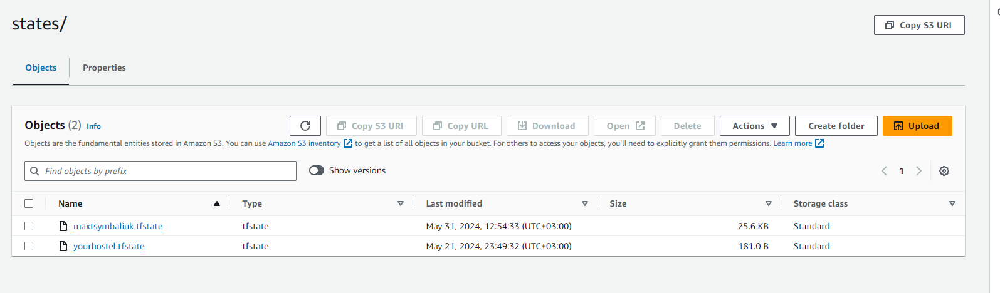 states/
Copy S3 URI
Objects
Properties
Objects (2) Info
Copy S3 URI
Copy URL
Download
Open
Delete
Actions
Create folder
Upload
Objects are the fundamental entities stored in Amazon S3. You can use Amazon S3 inventory to get a list of all objects in your bucket. For others to access your objects, you'll need to explicitly grant them permissions. Learn more
Find objects by prefix
Show versions
1
Name Type Last modified Size Storage class
maxtsymbaliuk.tfstate tfstate May 31, 2024, 12:54:33 (UTC+03:00) 25.6 KB Standard
yourhostel.tfstate tfstate May 21, 2024, 23:49:32 (UTC+03:00) 181.0 B Standard